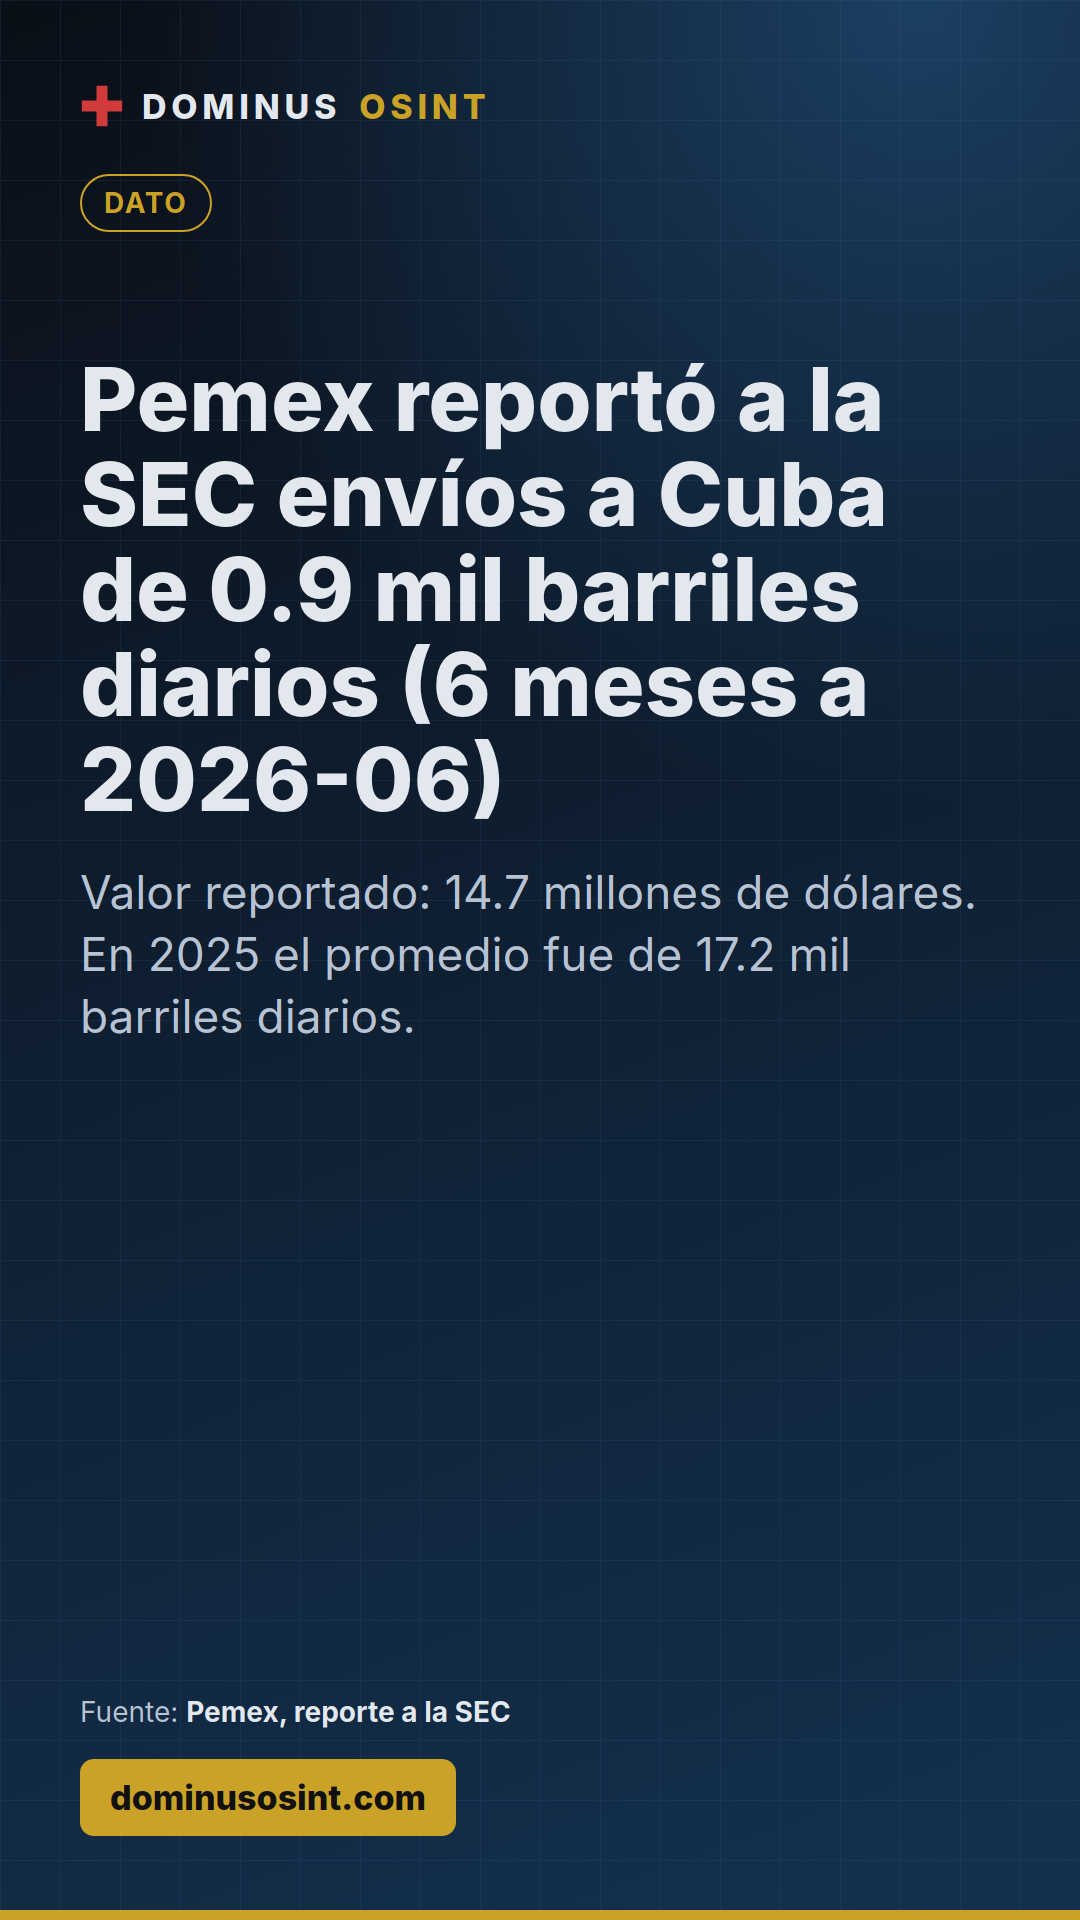 DOMINUS OSINT
DATO
Pemex reportó a la
SEC envíos a Cuba
de 0.9 mil barriles
diarios (6 meses a
2026-06)
Valor reportado: 14.7 millones de dólares.
En 2025 el promedio fue de 17.2 mil
barriles diarios.
Fuente: Pemex, reporte a la SEC
dominusosint.com